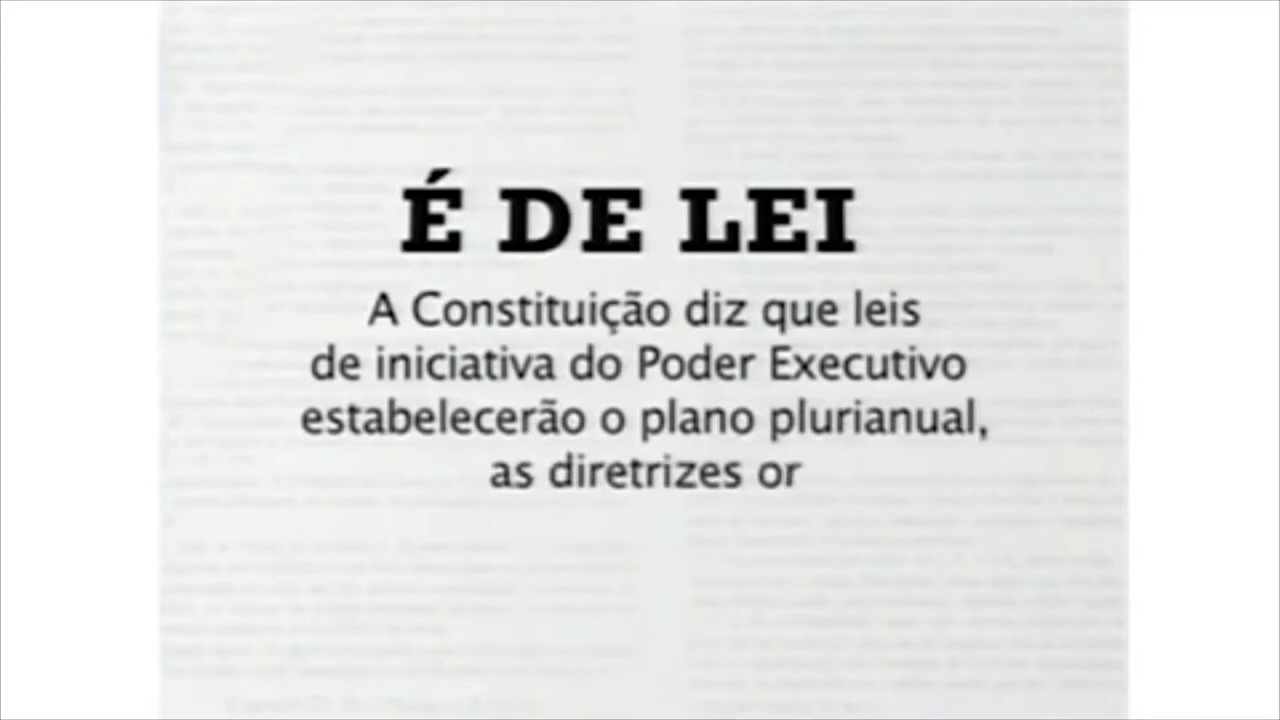 É DE LEI
A Constituição diz que leis
de iniciativa do Poder Executivo
estabelecerão o plano plurianual,
as diretrizes or